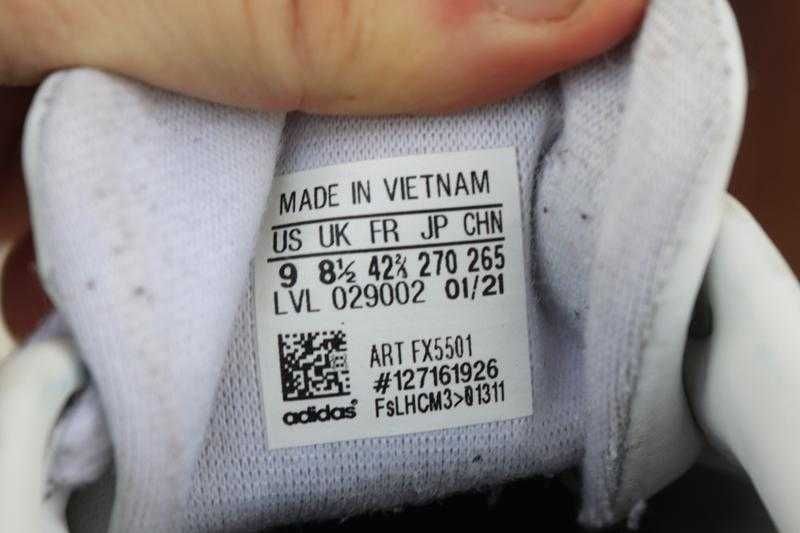 MADE IN VIETNAM
US UK FR JP CHN
9 8½ 42⅔ 270 265
LVL 029002 01/21
ART FX5501
#127161926
adidas® FsLHCM3>01311